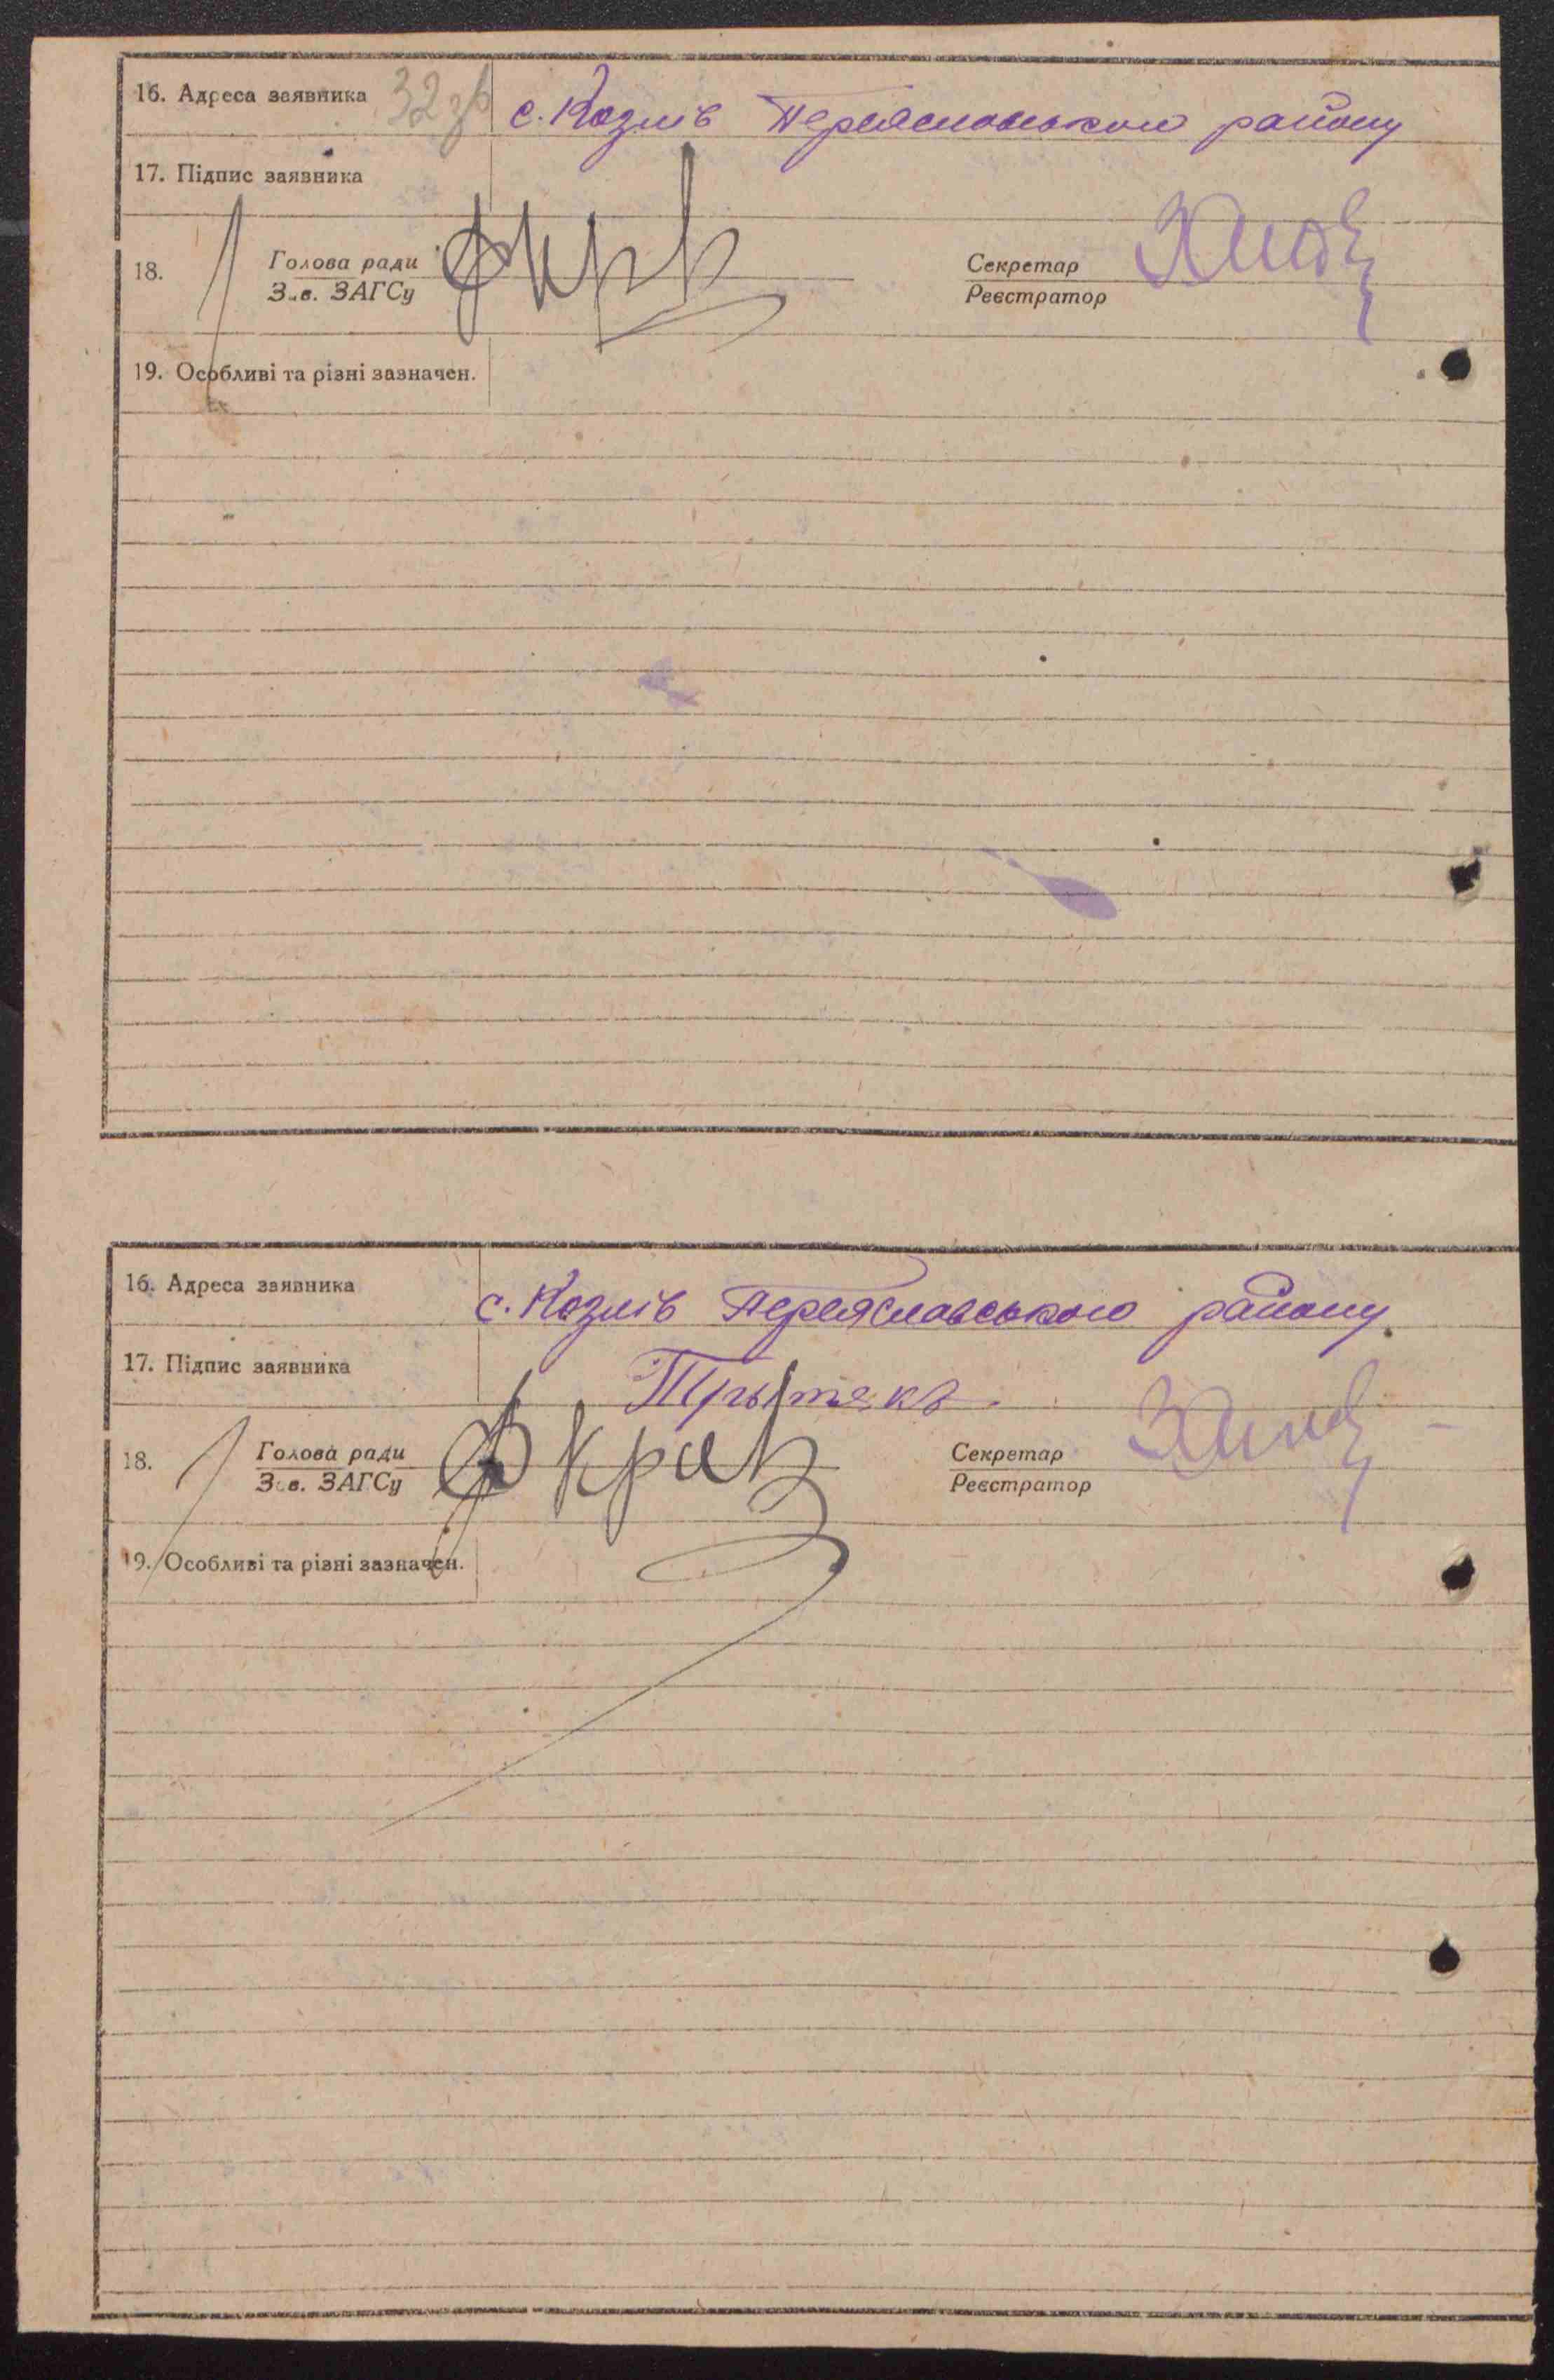 16. Адреса заявника 32 зв с. Козлів Переяславського району
17. Підпис заявника
18. Голова ради Секретар
Зав. ЗАГСу Реєстратор
19. Особливі та різні зазначен.
16. Адреса заявника с. Козлів Переяславського району.
17. Підпис заявника
18. Голова ради Секретар
Зав. ЗАГСу Реєстратор
19. Особливі та різні зазначен.